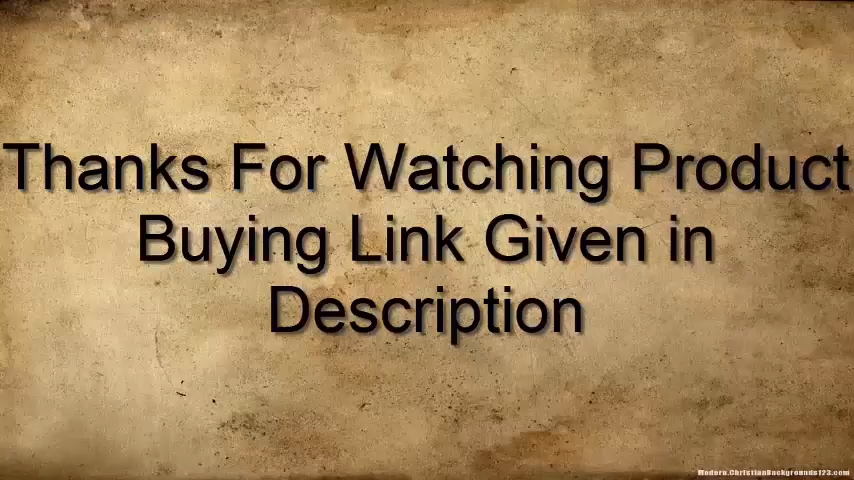 Thanks For Watching Product
Buying Link Given in
Description
Modern.ChristianBackgrounds123.com